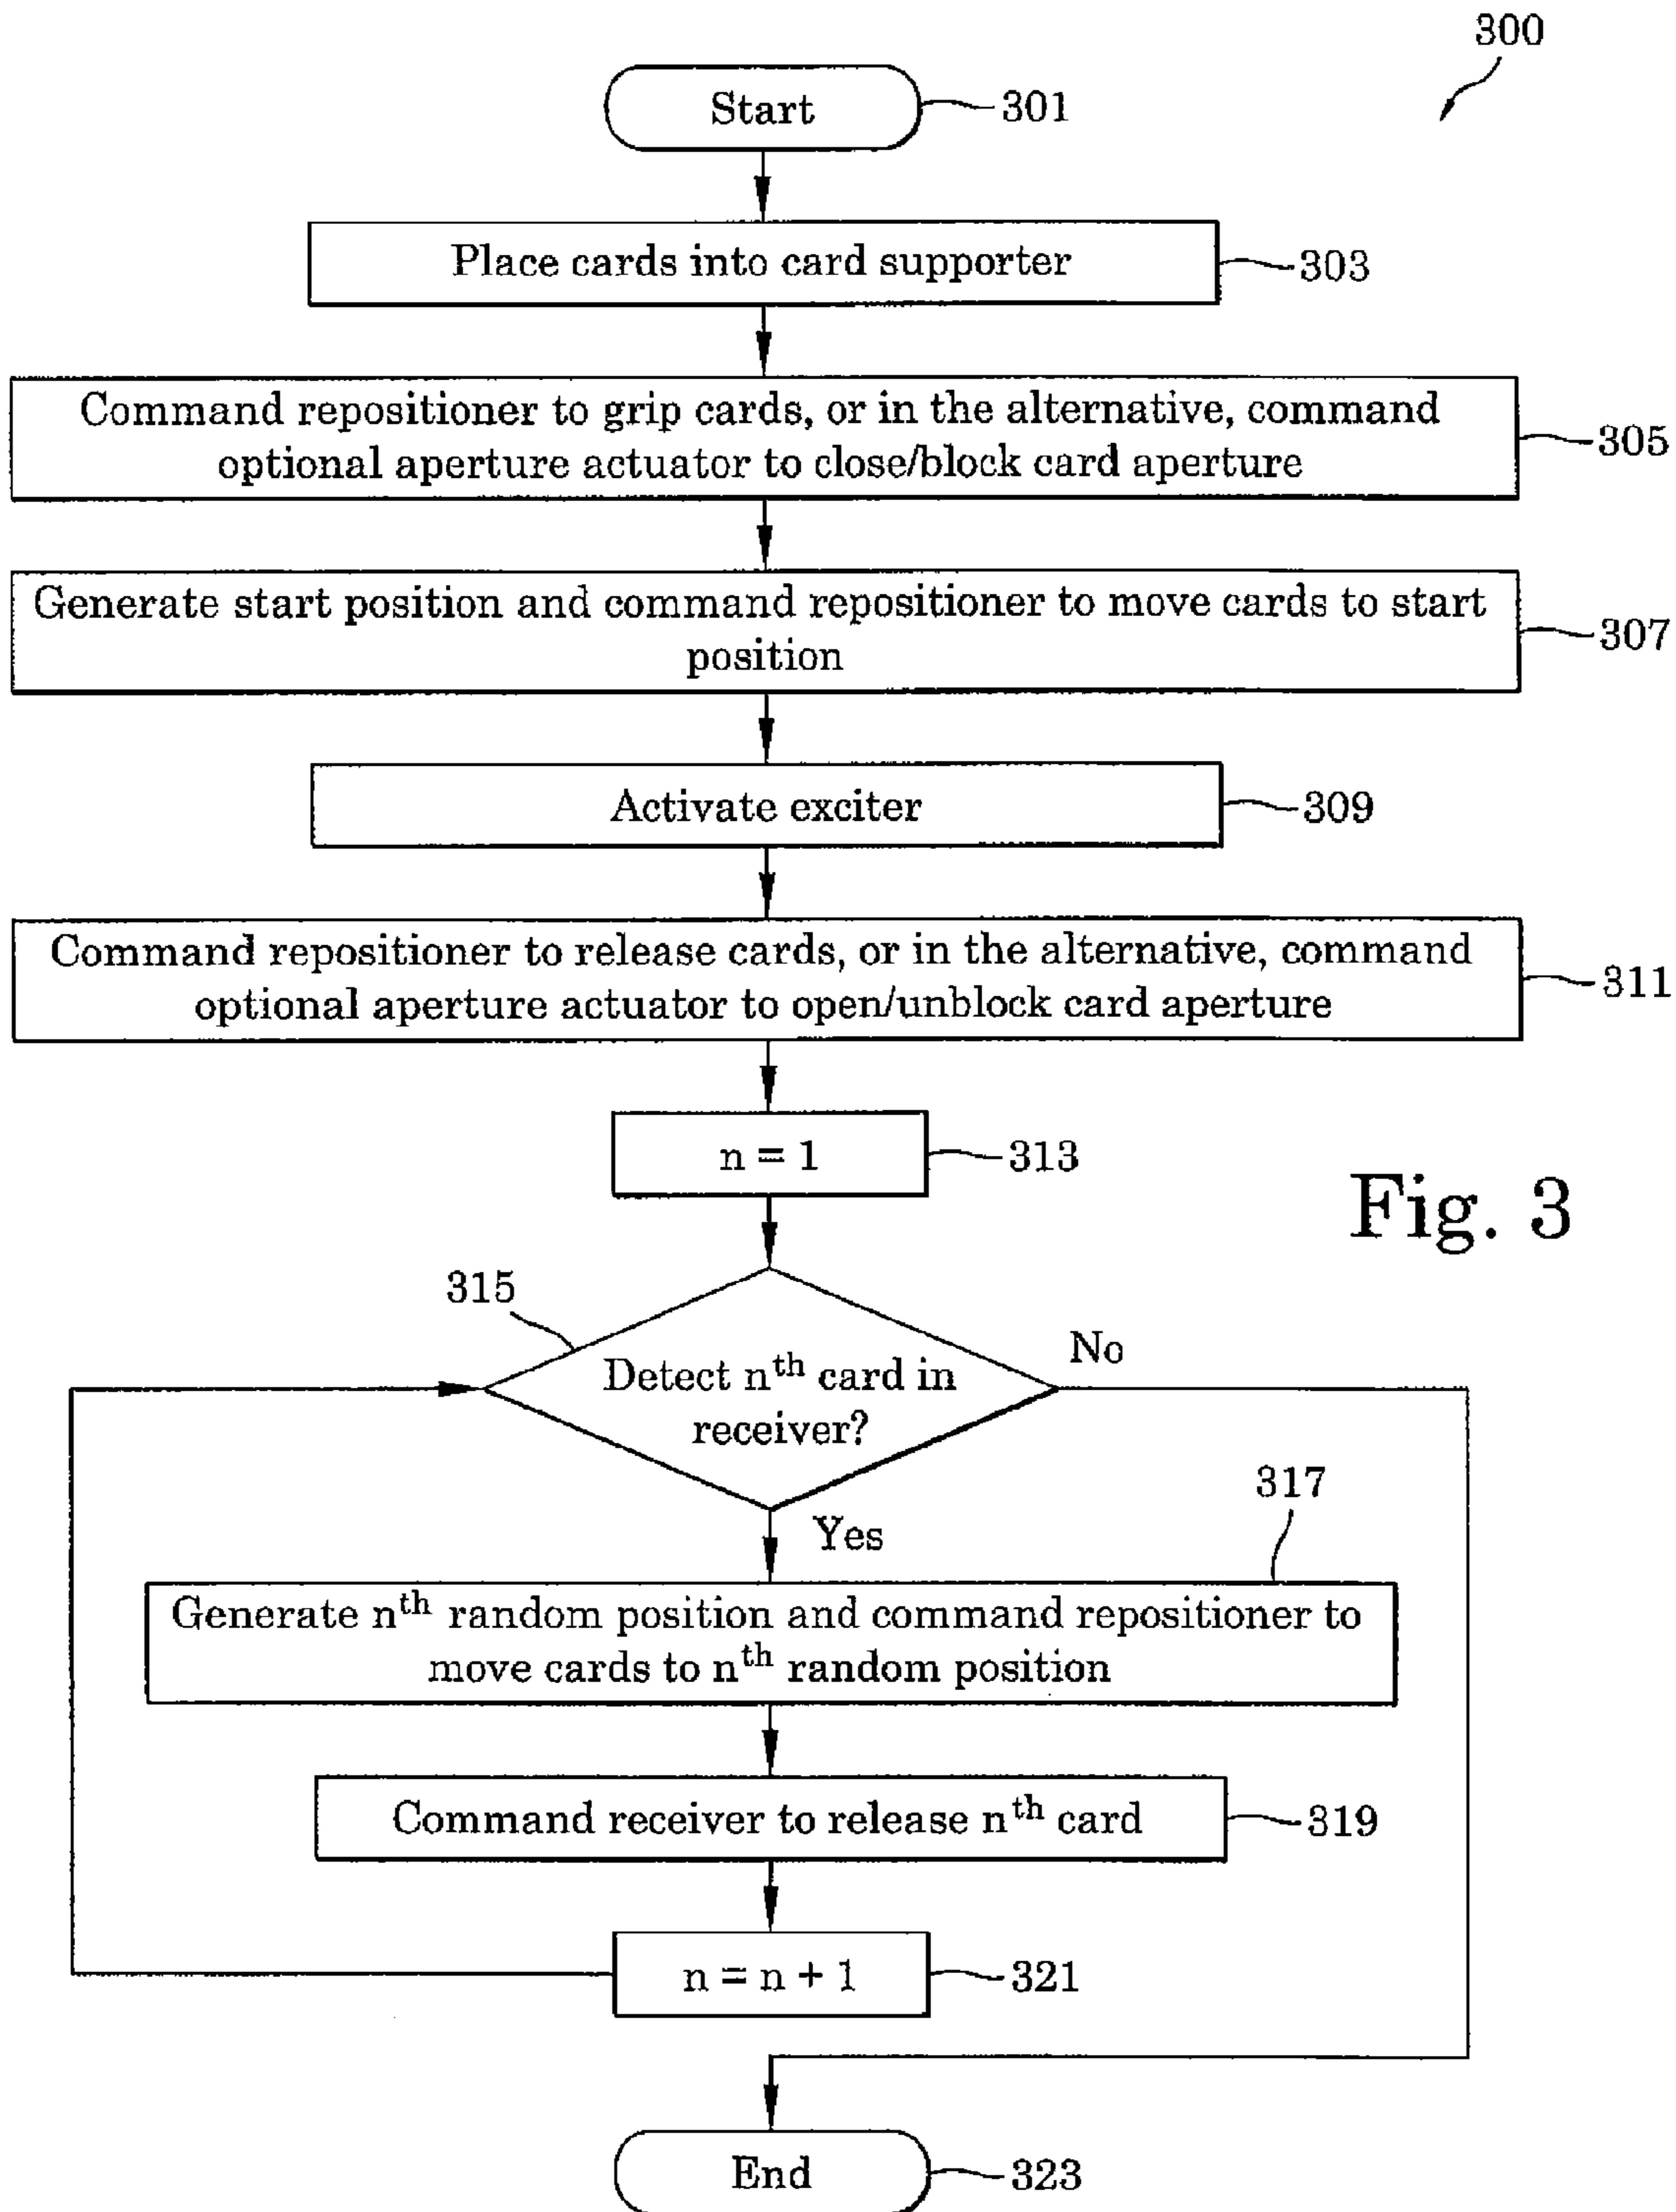 300
Start
301
Place cards into card supporter
303
Command repositioner to grip cards, or in the alternative, command
optional aperture actuator to close/block card aperture
305
Generate start position and command repositioner to move cards to start
position
307
Activate exciter
309
Command repositioner to release cards, or in the alternative, command
optional aperture actuator to open/unblock card aperture
311
n = 1
313
Fig. 3
315
Detect nth card in
receiver?
No
Yes
317
Generate nth random position and command repositioner to
move cards to nth random position
Command receiver to release nth card
319
n = n + 1
321
End
323